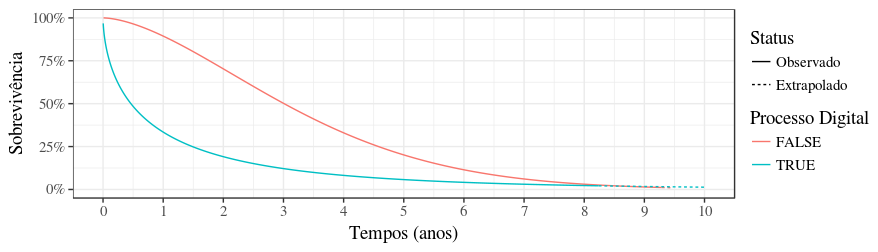 100%
75%
50%
25%
0%
Sobrevivência
0 1 2 3 4 5 6 7 8 9 10
Tempos (anos)
Status
Observado
Extrapolado
Processo Digital
FALSE
TRUE